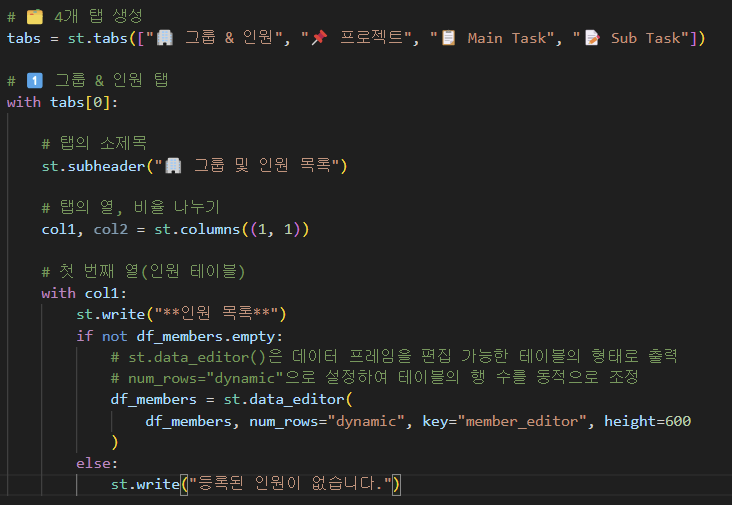 # 🗂️ 4개 탭 생성
tabs = st.tabs(["🏢 그룹 & 인원", "📌 프로젝트", "📋 Main Task", "📝 Sub Task"])
# 1️⃣ 그룹 & 인원 탭
with tabs[0]:
# 탭의 소제목
st.subheader("🏢 그룹 및 인원 목록")
# 탭의 열, 비율 나누기
col1, col2 = st.columns((1, 1))
# 첫 번째 열(인원 테이블)
with col1:
st.write("**인원 목록**")
if not df_members.empty:
# st.data_editor()은 데이터 프레임을 편집 가능한 테이블의 형태로 출력
# num_rows="dynamic"으로 설정하여 테이블의 행 수를 동적으로 조정
df_members = st.data_editor(
df_members, num_rows="dynamic", key="member_editor", height=600
)
else:
st.write("등록된 인원이 없습니다.")